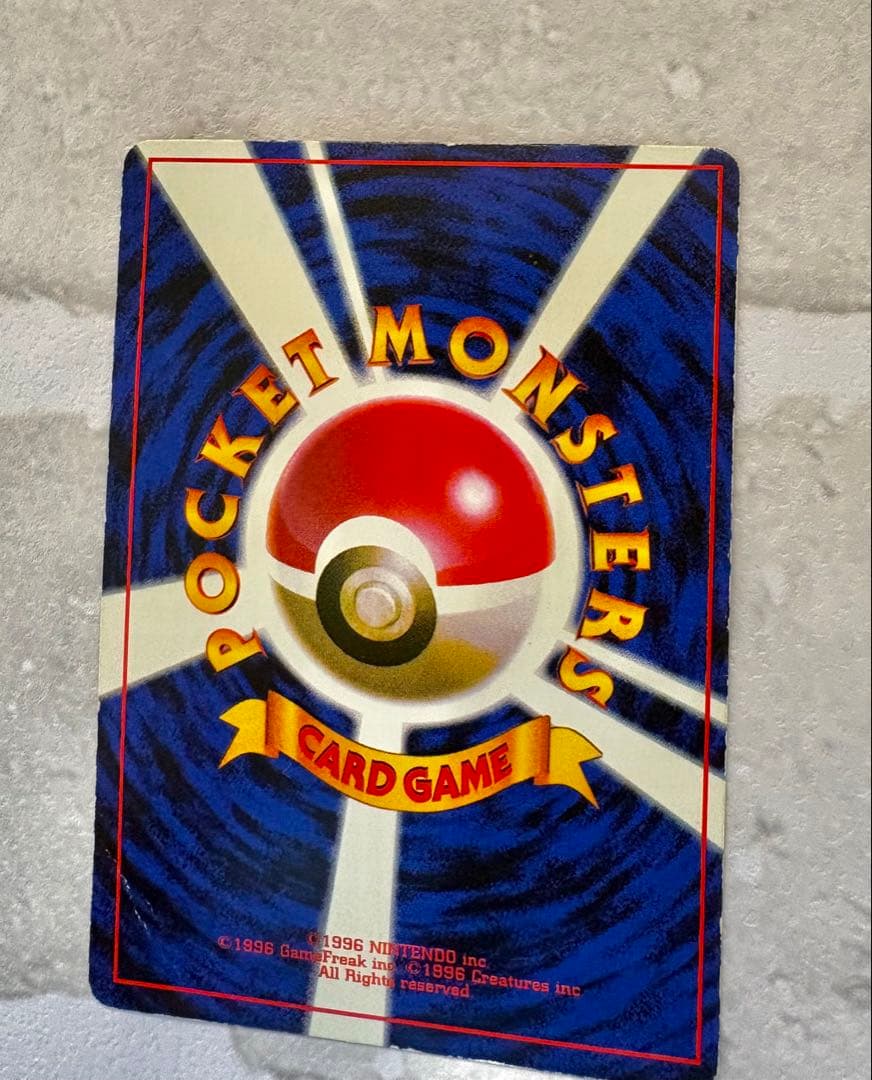 POCKET MONSTERS
CARD GAME
©1996 NINTENDO inc.
©1996 GameFreak inc. ©1996 Creatures inc.
All Rights reserved.